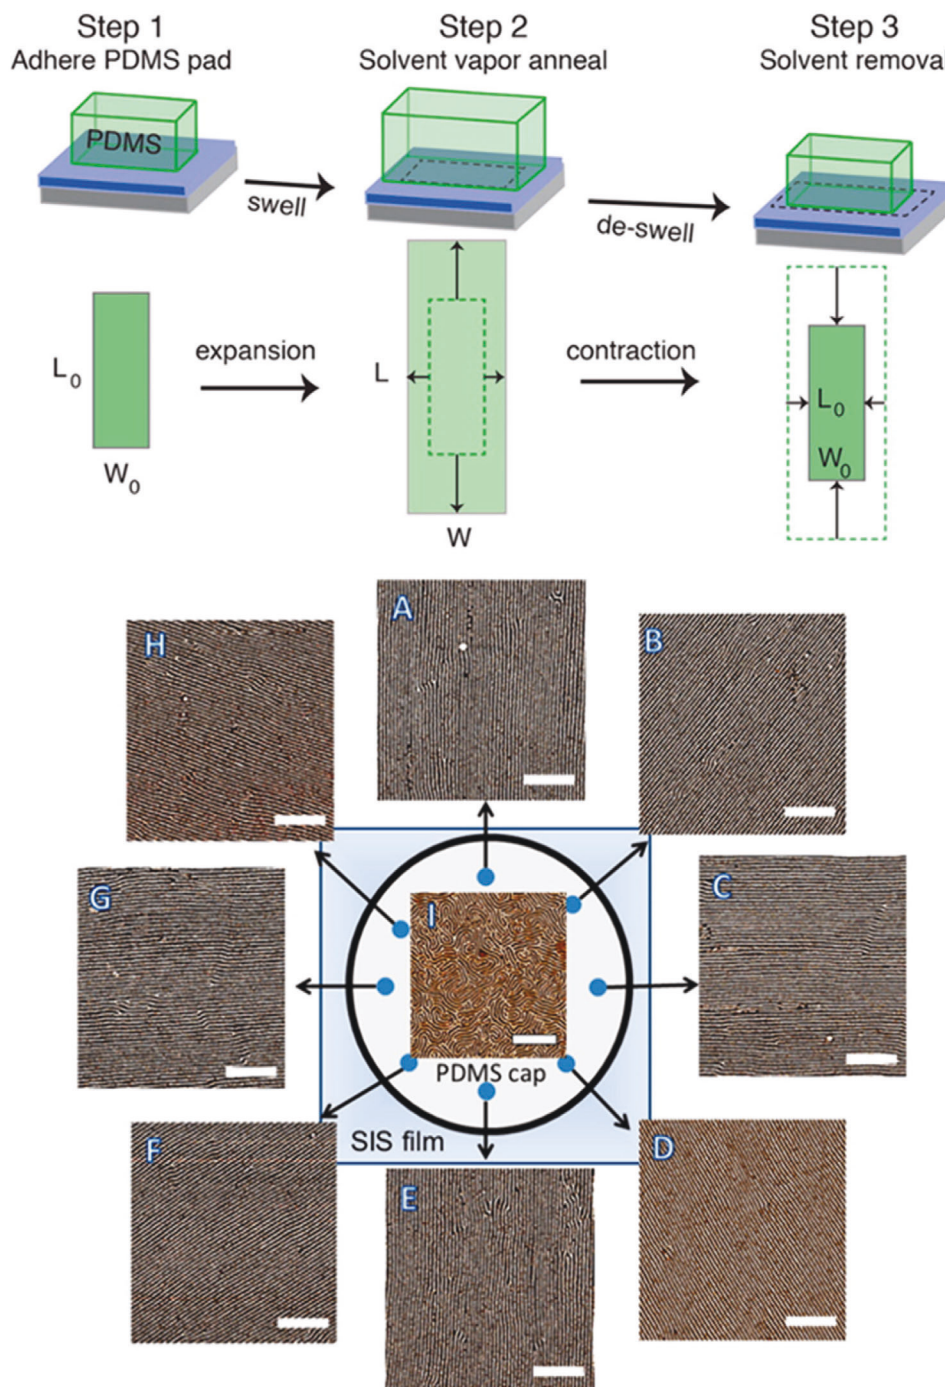 Step 1
Adhere PDMS pad
Step 2
Solvent vapor anneal
Step 3
Solvent removal
PDMS
swell
de-swell
L0
W0
expansion
L
W
contraction
L0
W0
A
B
C
D
E
F
G
H
I
PDMS cap
SIS film